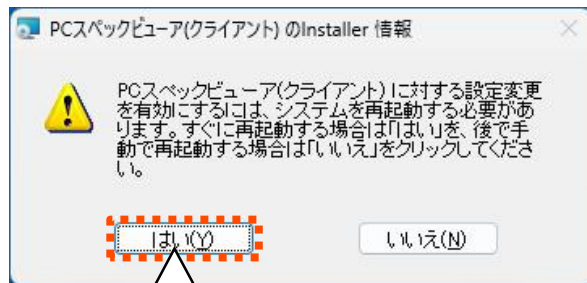 PCスペックビューア(クライアント) のInstaller 情報
PCスペックビューア(クライアント) に対する設定変更
を有効にするには、システムを再起動する必要があ
ります。すぐに再起動する場合は「はい」を、後で手
動で再起動する場合は「いいえ」をクリックしてくださ
い。
はい(Y)
いいえ(N)